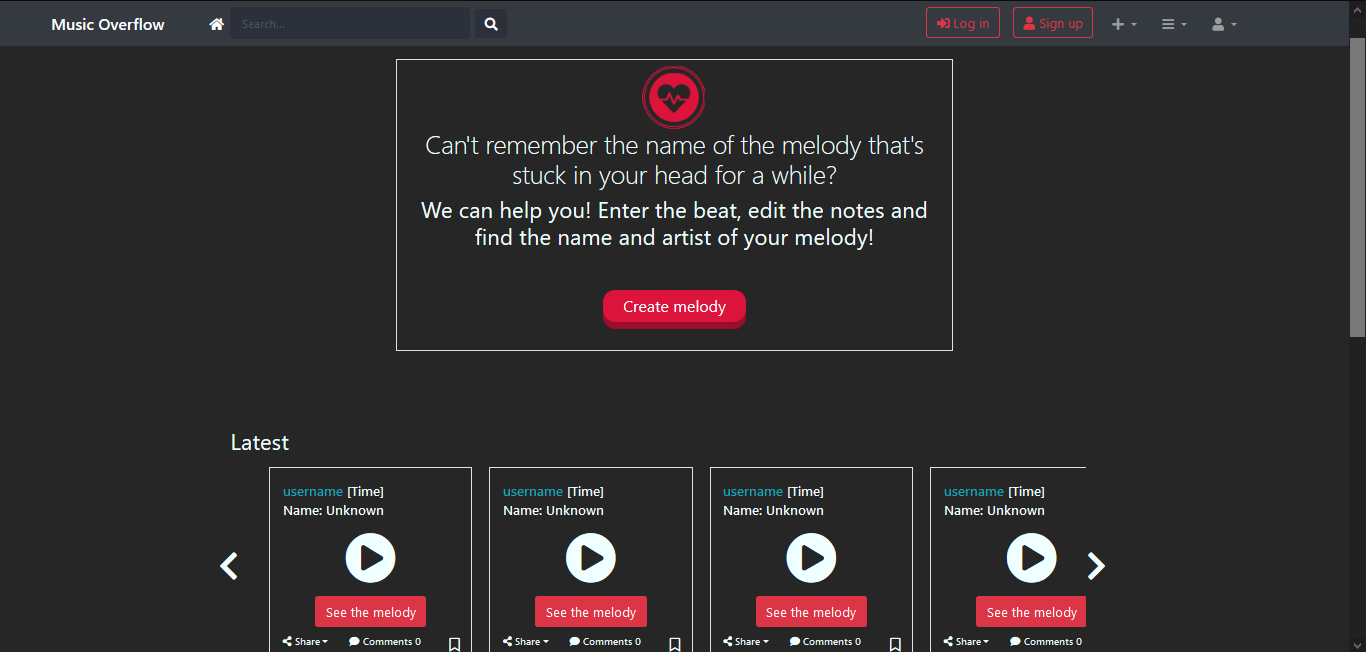 Music Overflow Search... Log in Sign up
Can't remember the name of the melody that's
stuck in your head for a while?
We can help you! Enter the beat, edit the notes and
find the name and artist of your melody!
Create melody
Latest
username [Time]
Name: Unknown
See the melody
Share Comments 0
username [Time]
Name: Unknown
See the melody
Share Comments 0
username [Time]
Name: Unknown
See the melody
Share Comments 0
username [Time]
Name: Unknown
See the melody
Share Comments 0